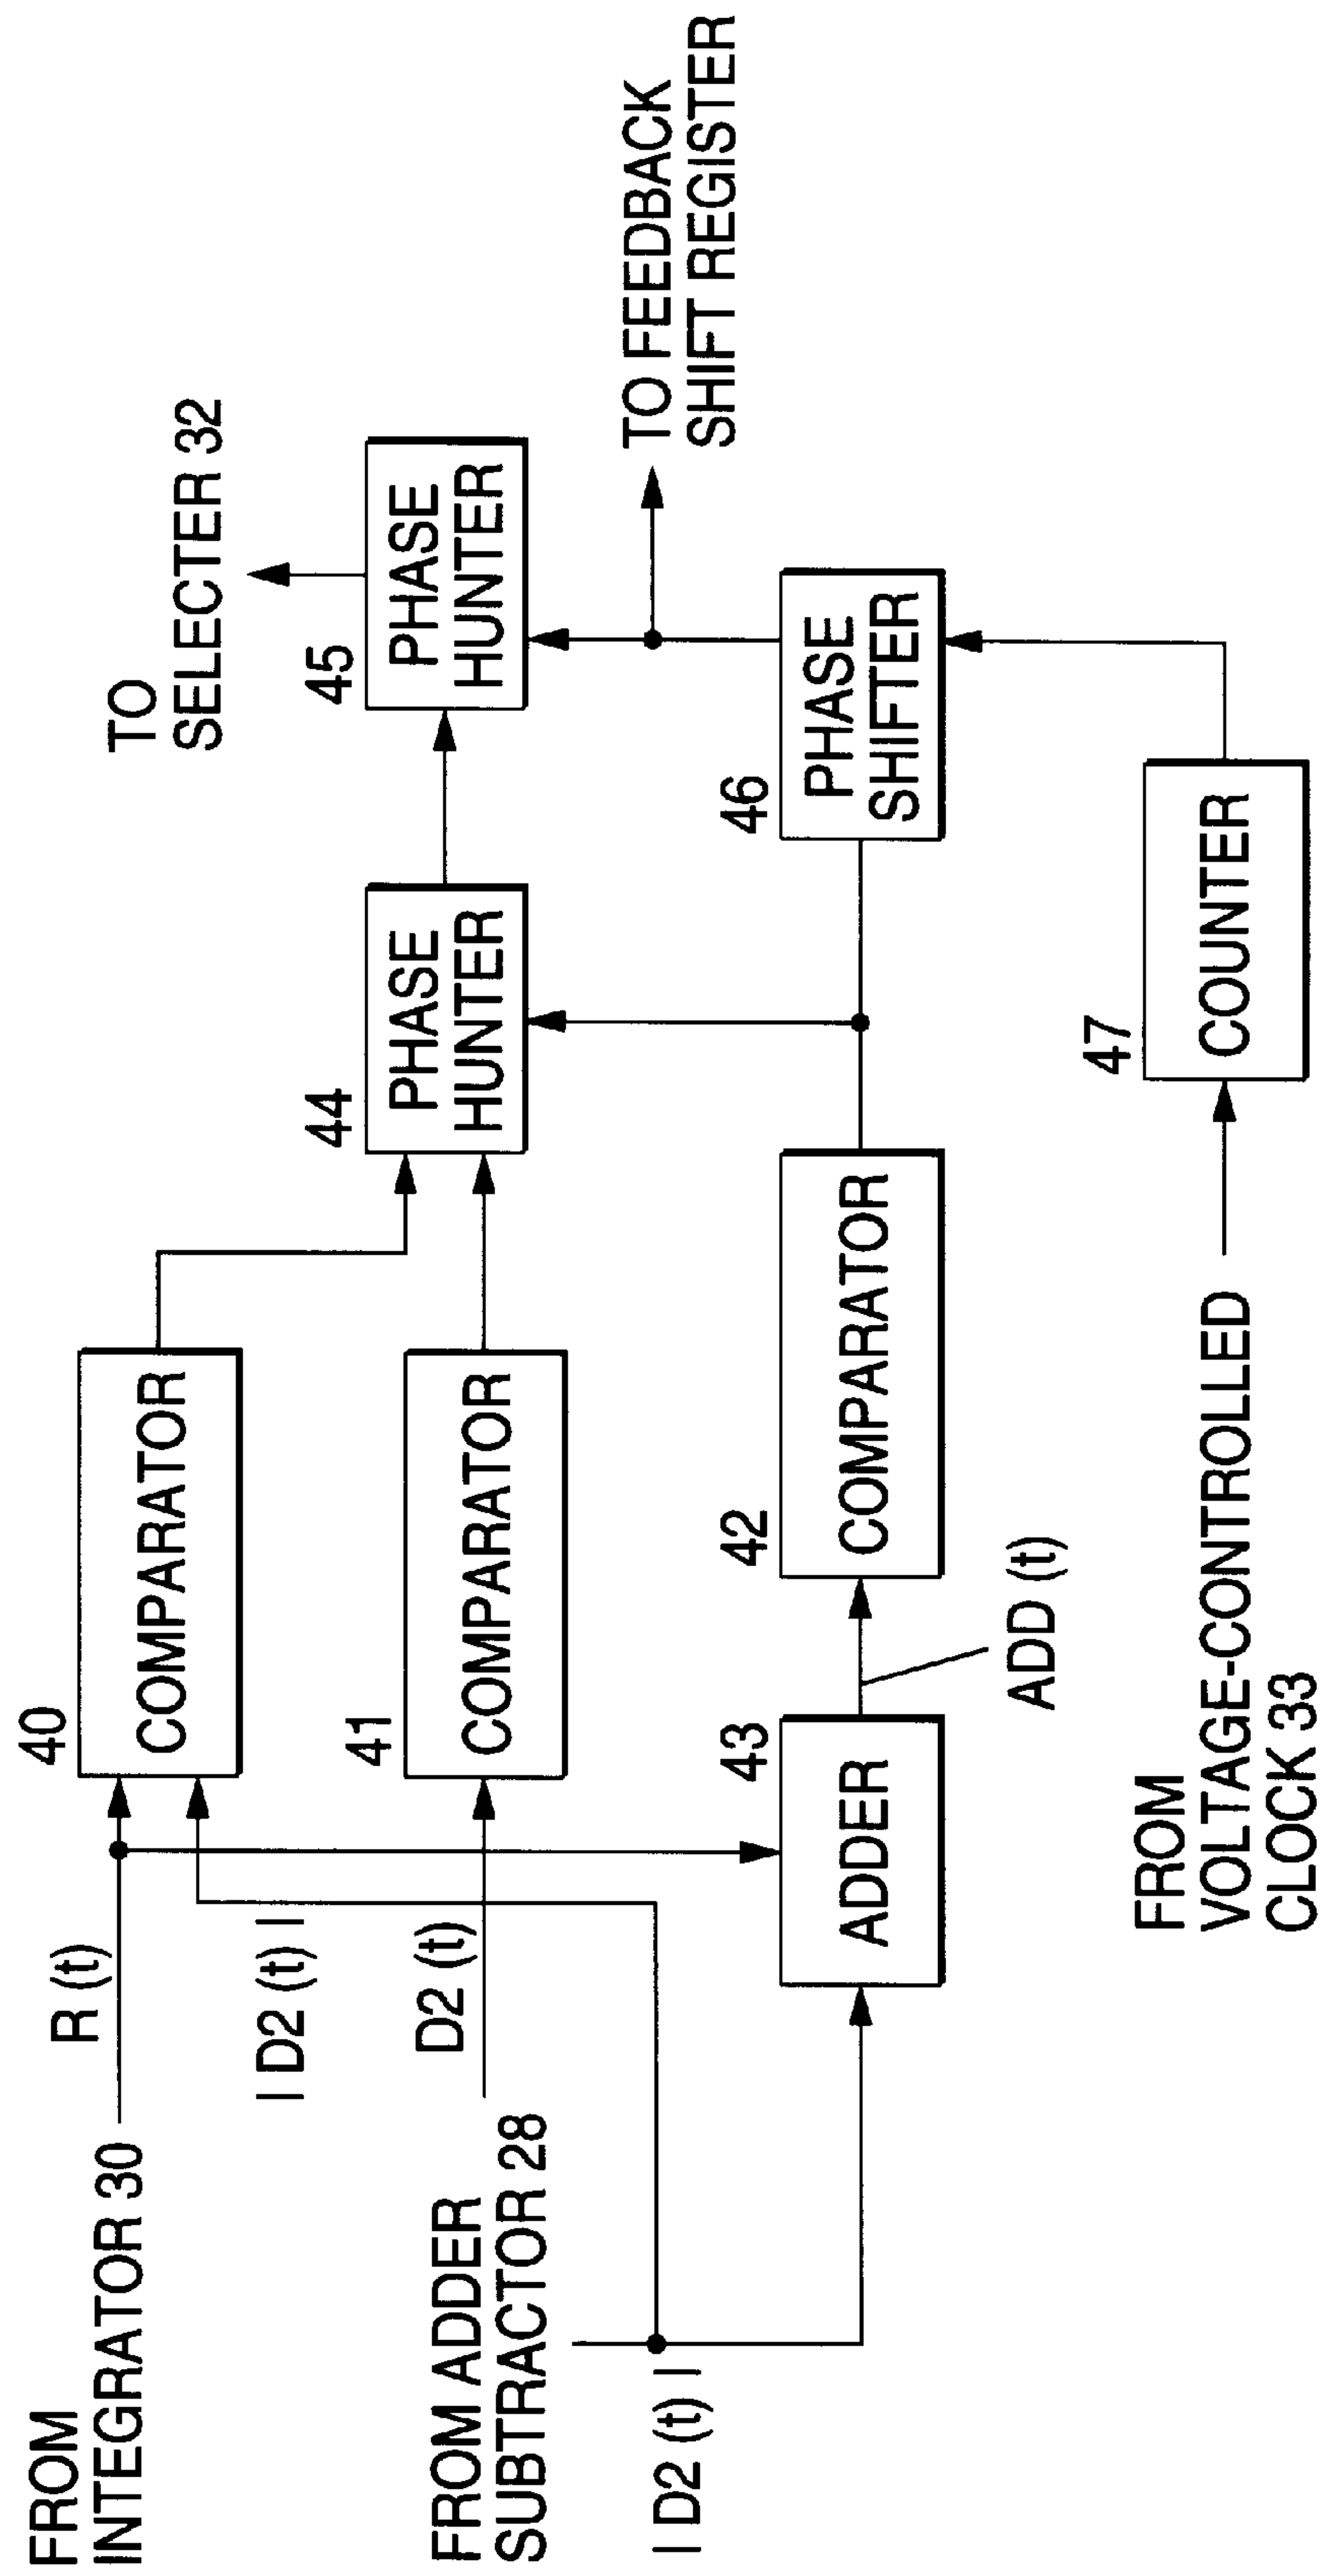 FROM
INTEGRATOR 30
R (t)
| D2 (t) |
40
COMPARATOR
TO
SELECTER 32
FROM ADDER
SUBTRACTOR 28
D2 (t)
41
COMPARATOR
44
PHASE
HUNTER
45
PHASE
HUNTER
| D2 (t) |
43
ADDER
ADD (t)
42
COMPARATOR
46
PHASE
SHIFTER
TO FEEDBACK
SHIFT REGISTER
FROM
VOLTAGE-CONTROLLED
CLOCK 33
47
COUNTER